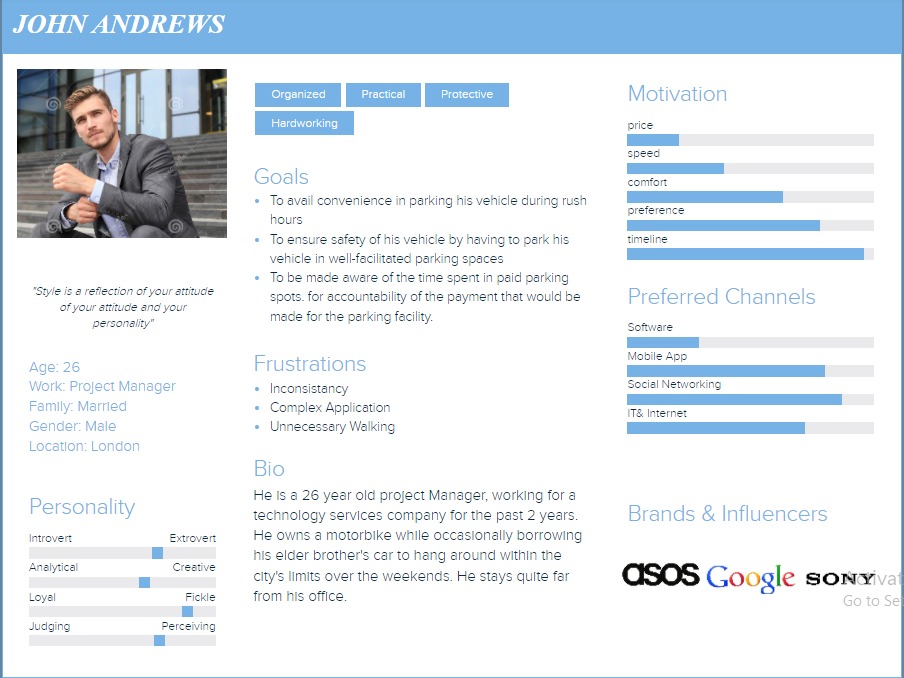 JOHN ANDREWS
"Style is a reflection of your attitude
of your attitude and your
personality"
Age: 26
Work: Project Manager
Family: Married
Gender: Male
Location: London
Personality
Introvert Extrovert
Analytical Creative
Loyal Fickle
Judging Perceiving
Organized Practical Protective
Hardworking
Goals
To avail convenience in parking his vehicle during rush
hours
To ensure safety of his vehicle by having to park his
vehicle in well-facilitated parking spaces
To be made aware of the time spent in paid parking
spots. for accountability of the payment that would be
made for the parking facility.
Frustrations
Inconsistancy
Complex Application
Unnecessary Walking
Bio
He is a 26 year old project Manager, working for a
technology services company for the past 2 years.
He owns a motorbike while occasionally borrowing
his elder brother's car to hang around within the
city's limits over the weekends. He stays quite far
from his office.
Motivation
price
speed
comfort
preference
timeline
Preferred Channels
Software
Mobile App
Social Networking
IT& Internet
Brands & Influencers
asos Google SONY
Activat
Go to Set